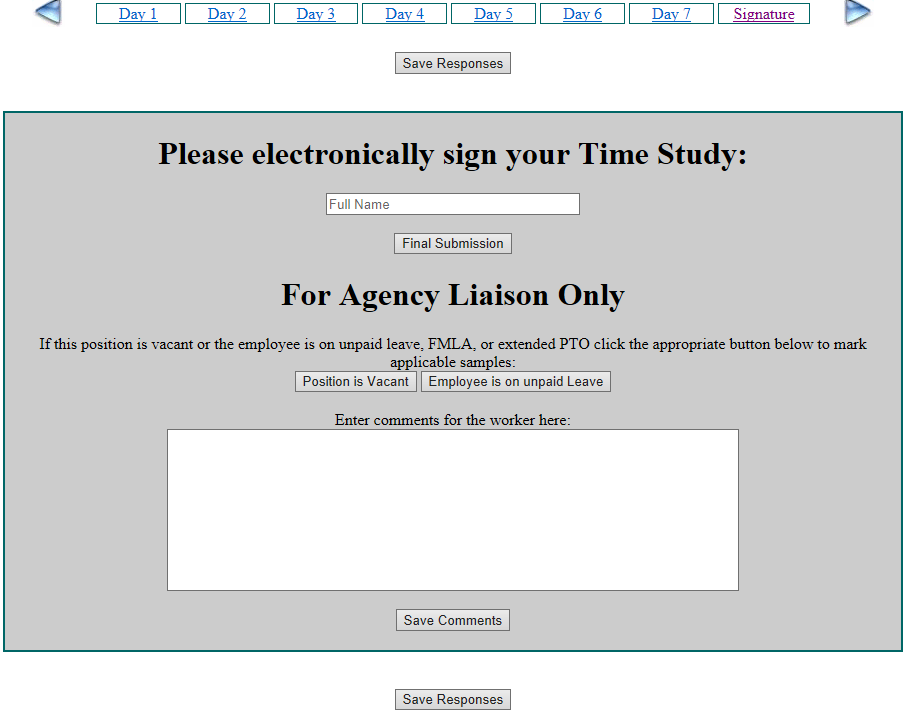 Day 1 Day 2 Day 3 Day 4 Day 5 Day 6 Day 7 Signature
Save Responses
Please electronically sign your Time Study:
Full Name
Final Submission
For Agency Liaison Only
If this position is vacant or the employee is on unpaid leave, FMLA, or extended PTO click the appropriate button below to mark
applicable samples:
Position is Vacant Employee is on unpaid Leave
Enter comments for the worker here:
Save Comments
Save Responses